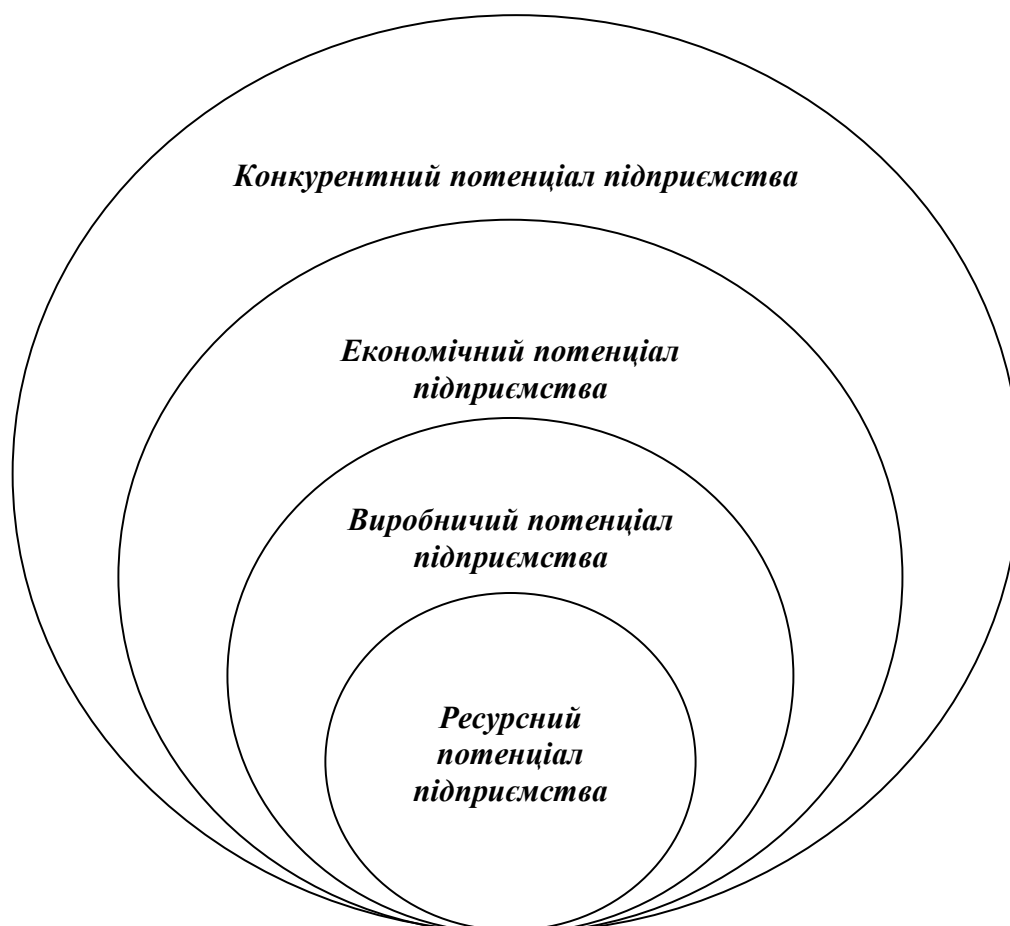 Конкурентний потенціал підприємства
Економічний потенціал
підприємства
Виробничий потенціал
підприємства
Ресурсний
потенціал
підприємства